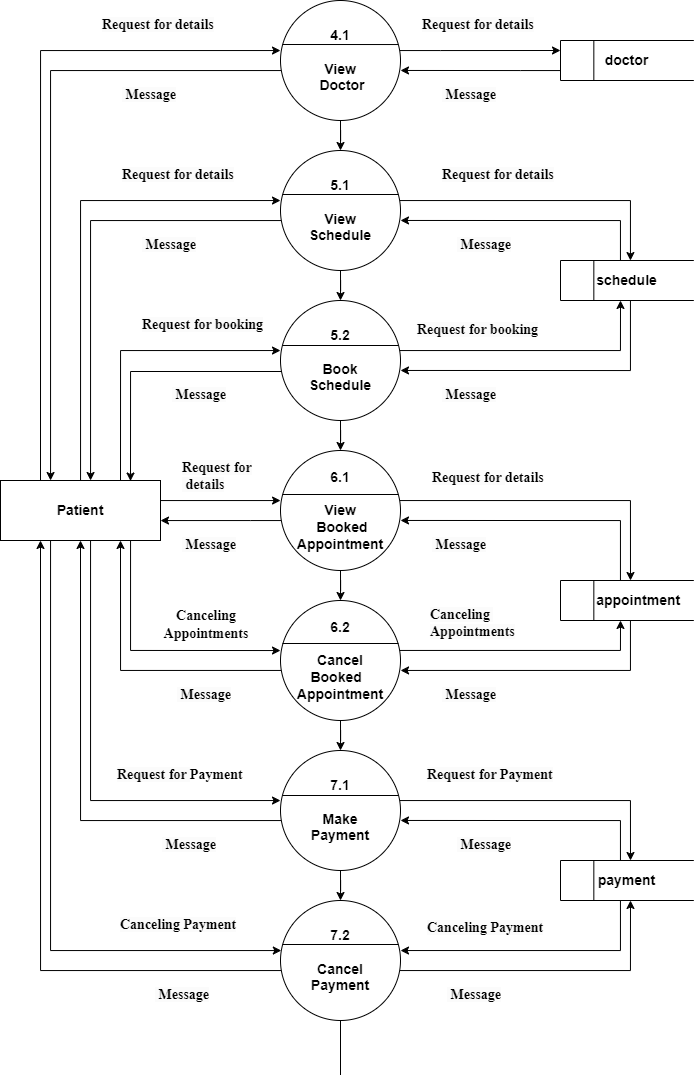 Request for details
4.1
Request for details
View
Doctor
doctor
Message
Message
Request for details
5.1
Request for details
View
Schedule
Message
Message
schedule
Request for booking
5.2
Request for booking
Book
Schedule
Message
Message
Request for
details
6.1
Request for details
Patient
View
Booked
Appointment
Message
Message
appointment
Canceling
Appointments
6.2
Canceling
Appointments
Cancel
Booked
Appointment
Message
Message
Request for Payment
7.1
Request for Payment
Make
Payment
Message
Message
payment
Canceling Payment
7.2
Canceling Payment
Cancel
Payment
Message
Message